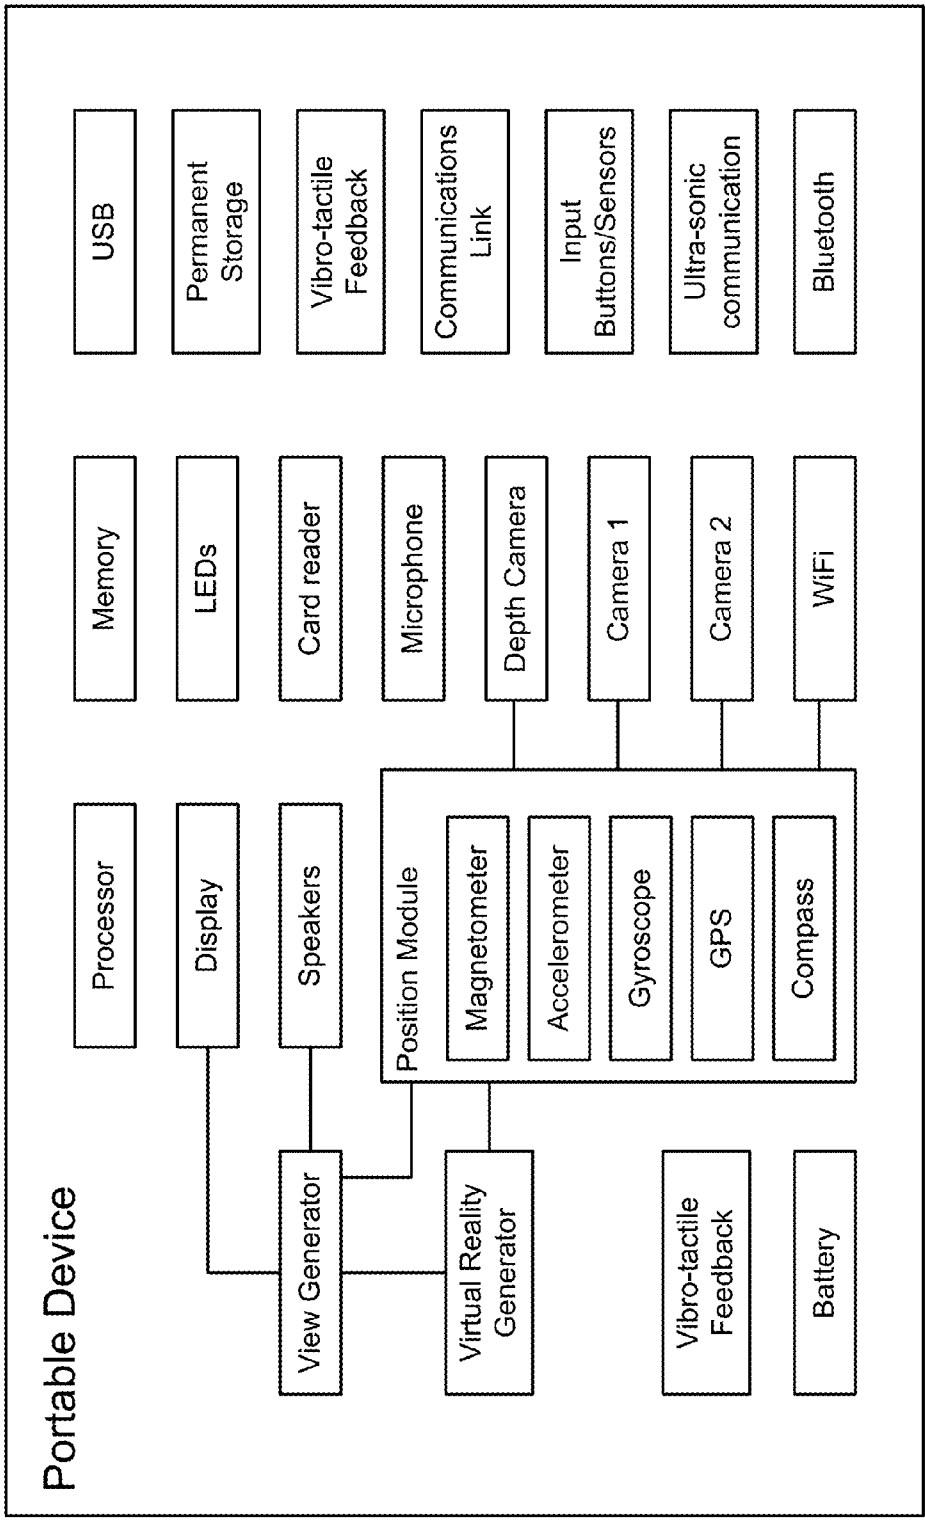 Portable Device
Processor
Memory
USB
Display
LEDs
Permanent
Storage
View Generator
Speakers
Card reader
Vibro-tactile
Feedback
Position Module
Microphone
Communications
Link
Virtual Reality
Generator
Magnetometer
Depth Camera
Accelerometer
Input
Buttons/Sensors
Gyroscope
Camera 1
Vibro-tactile
Feedback
GPS
Camera 2
Ultra-sonic
communication
Battery
Compass
WiFi
Bluetooth